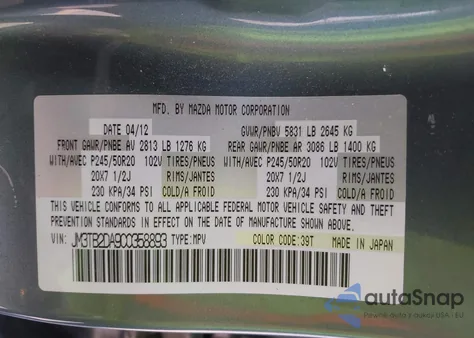 MFD. BY MAZDA MOTOR CORPORATION
DATE 04/12 GVWR/PNBV 5831 LB 2645 KG
FRONT GAWR/PNBE AV 2813 LB 1276 KG REAR GAWR/PNBE AR 3086 LB 1400 KG
WITH/AVEC P245/50R20 102V TIRES/PNEUS WITH/AVEC P245/50R20 102V TIRES/PNEUS
20X7 1/2J RIMS/JANTES 20X7 1/2J RIMS/JANTES
230 KPA/34 PSI COLD/A FROID 230 KPA/34 PSI COLD/A FROID
THIS VEHICLE CONFORMS TO ALL APPLICABLE FEDERAL MOTOR VEHICLE SAFETY AND THEFT
PREVENTION STANDARDS IN EFFECT ON THE DATE OF MANUFACTURE SHOWN ABOVE.
VIN: JM3TB2DA9C0358893 TYPE: MPV COLOR CODE: 39T MADE IN JAPAN
autoSnap